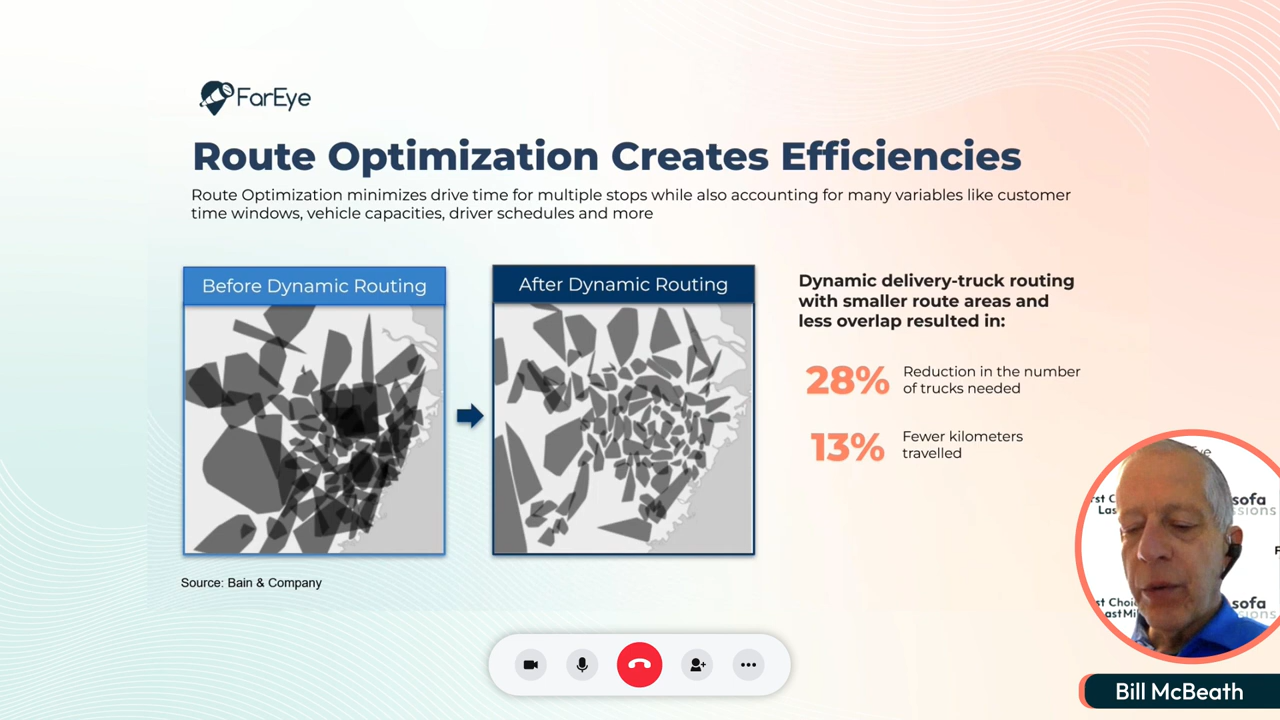 FarEye
Route Optimization Creates Efficiencies
Route Optimization minimizes drive time for multiple stops while also accounting for many variables like customer
time windows, vehicle capacities, driver schedules and more
Before Dynamic Routing
After Dynamic Routing
Dynamic delivery-truck routing
with smaller route areas and
less overlap resulted in:
28%
Reduction in the number
of trucks needed
13%
Fewer kilometers
travelled
Source: Bain & Company
sofa
sofa
Bill McBeath